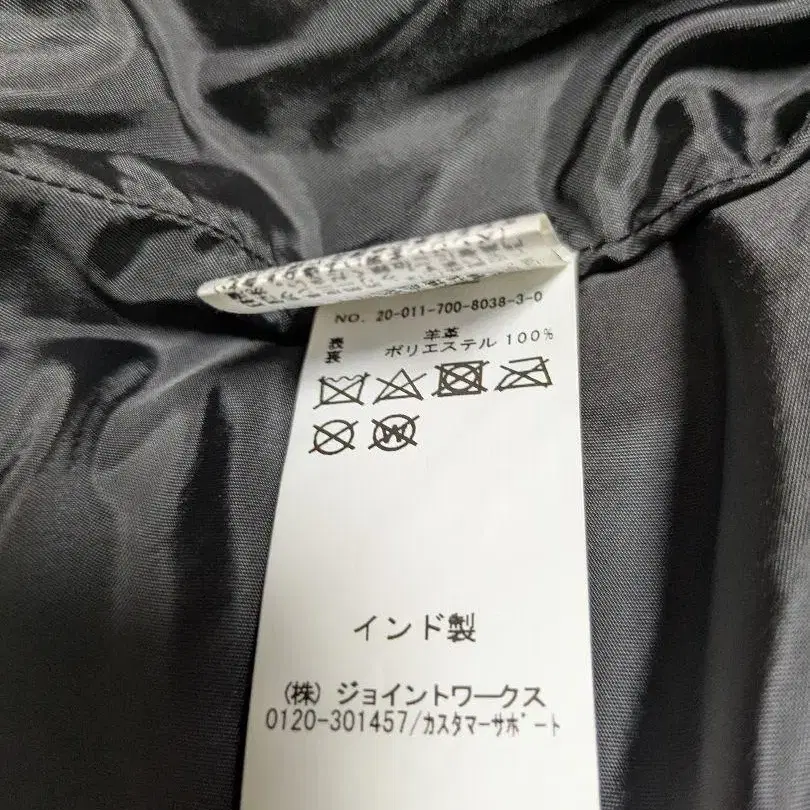 NO. 20-011-700-8038-3-0
表 羊革
裏 ポリエステル 100%
インド製
(株) ジョイントワークス
0120-301457/カスタマーサポート